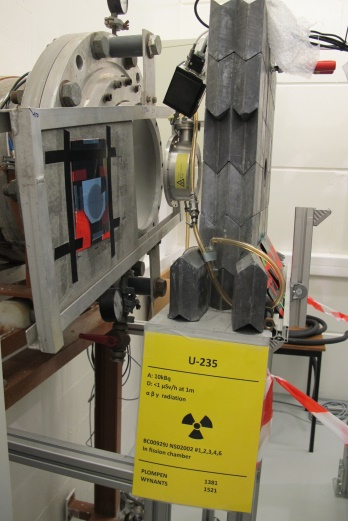 U-235
A: 10kBq
D: <1 µSv/h at 1m
α β γ radiation
BC00929J NS02002 #1,2,3,4,6
In fission chamber
PLOMPEN 1381
WYNANTS 1521